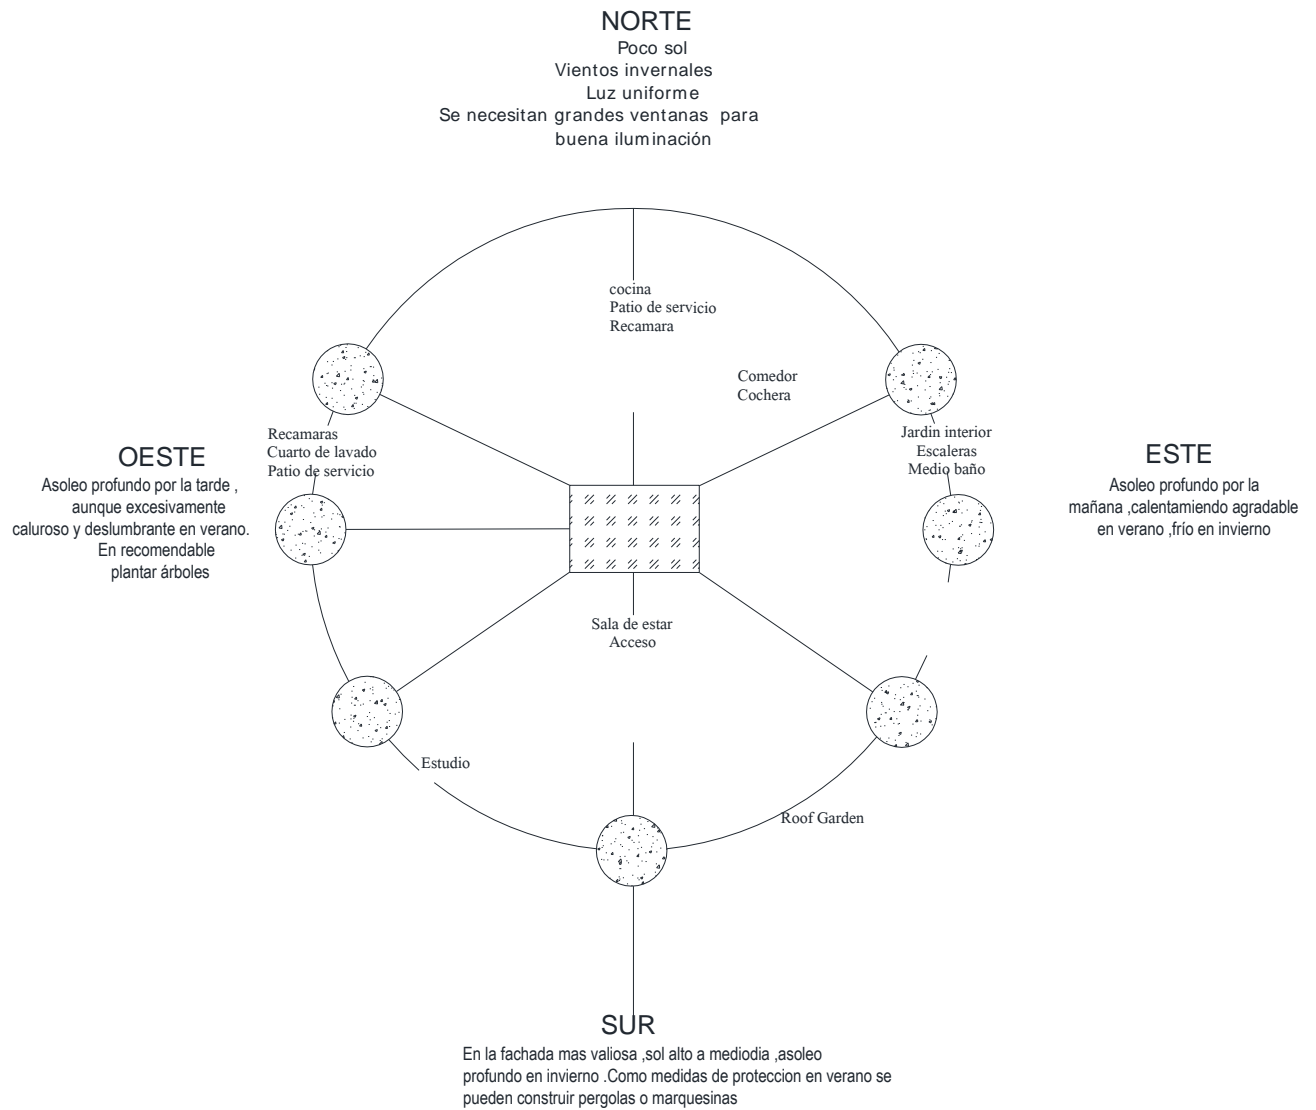 NORTE
Poco sol
Vientos invernales
Luz uniforme
Se necesitan grandes ventanas para
buena iluminación
cocina
Patio de servicio
Recamara
Comedor
Cochera
Recamaras
Cuarto de lavado
Patio de servicio
Jardin interior
Escaleras
Medio baño
OESTE
Asoleo profundo por la tarde ,
aunque excesivamente
caluroso y deslumbrante en verano.
En recomendable
plantar árboles
ESTE
Asoleo profundo por la
mañana ,calentamiendo agradable
en verano ,frío en invierno
Sala de estar
Acceso
Estudio
Roof Garden
SUR
En la fachada mas valiosa ,sol alto a mediodia ,asoleo
profundo en invierno .Como medidas de proteccion en verano se
pueden construir pergolas o marquesinas